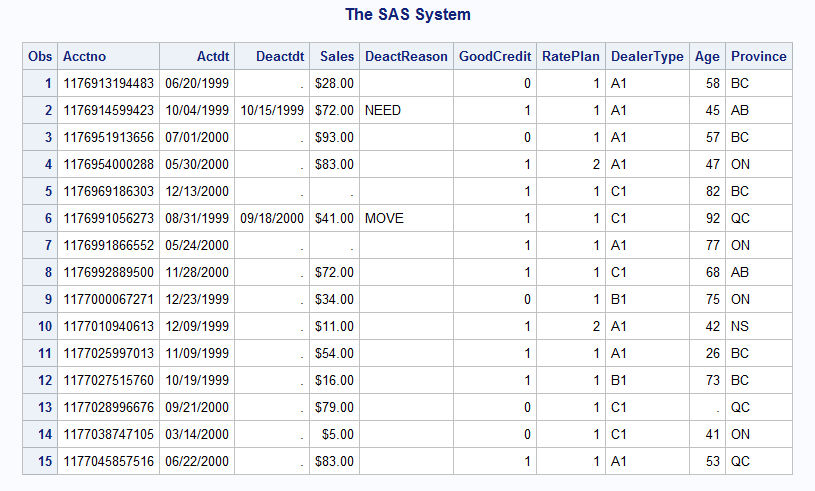 The SAS System
Obs Acctno Actdt Deactdt Sales DeactReason GoodCredit RatePlan DealerType Age Province
1 1176913194483 06/20/1999 . $28.00 0 1 A1 58 BC
2 1176914599423 10/04/1999 10/15/1999 $72.00 NEED 1 1 A1 45 AB
3 1176951913656 07/01/2000 . $93.00 0 1 A1 57 BC
4 1176954000288 05/30/2000 . $83.00 1 2 A1 47 ON
5 1176969186303 12/13/2000 . . 1 1 C1 82 BC
6 1176991056273 08/31/1999 09/18/2000 $41.00 MOVE 1 1 C1 92 QC
7 1176991866552 05/24/2000 . . 1 1 A1 77 ON
8 1176992889500 11/28/2000 . $72.00 1 1 C1 68 AB
9 1177000067271 12/23/1999 . $34.00 0 1 B1 75 ON
10 1177010940613 12/09/1999 . $11.00 1 2 A1 42 NS
11 1177025997013 11/09/1999 . $54.00 1 1 A1 26 BC
12 1177027515760 10/19/1999 . $16.00 1 1 B1 73 BC
13 1177028996676 09/21/2000 . $79.00 0 1 C1 . QC
14 1177038747105 03/14/2000 . $5.00 0 1 C1 41 ON
15 1177045857516 06/22/2000 . $83.00 1 1 A1 53 QC